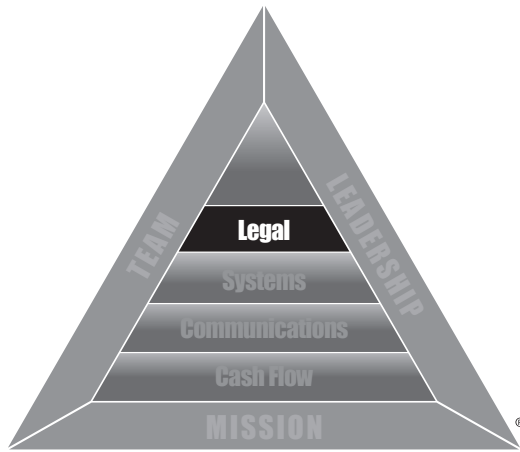 TEAM
LEADERSHIP
Legal
Systems
Communications
Cash Flow
MISSION
®